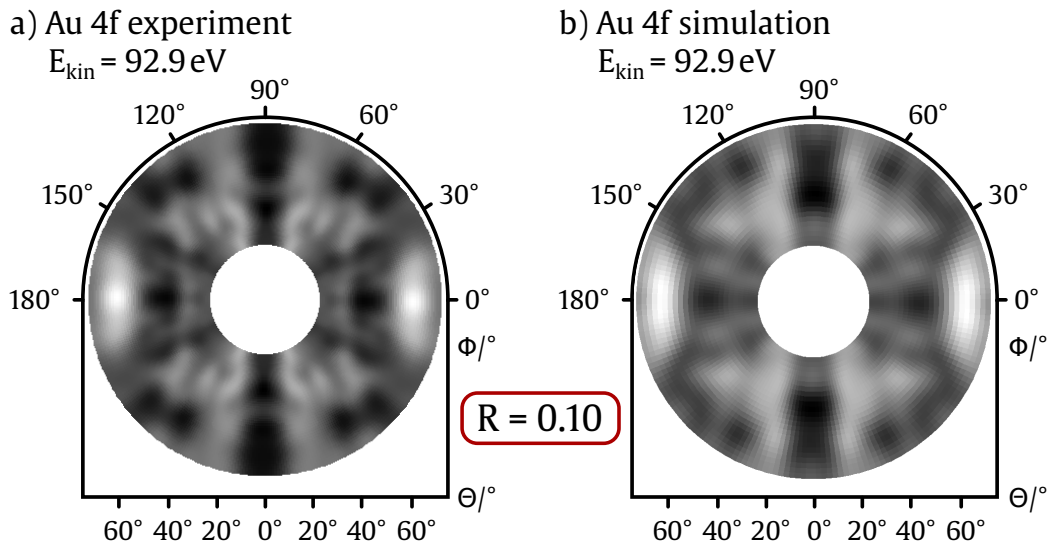 a) Au 4f experiment
E_kin = 92.9 eV
90°
120°
60°
150°
30°
180°
0°
Φ/°
Θ/°
60° 40° 20° 0° 20° 40° 60°
R = 0.10
b) Au 4f simulation
E_kin = 92.9 eV
90°
120°
60°
150°
30°
180°
0°
Φ/°
Θ/°
60° 40° 20° 0° 20° 40° 60°